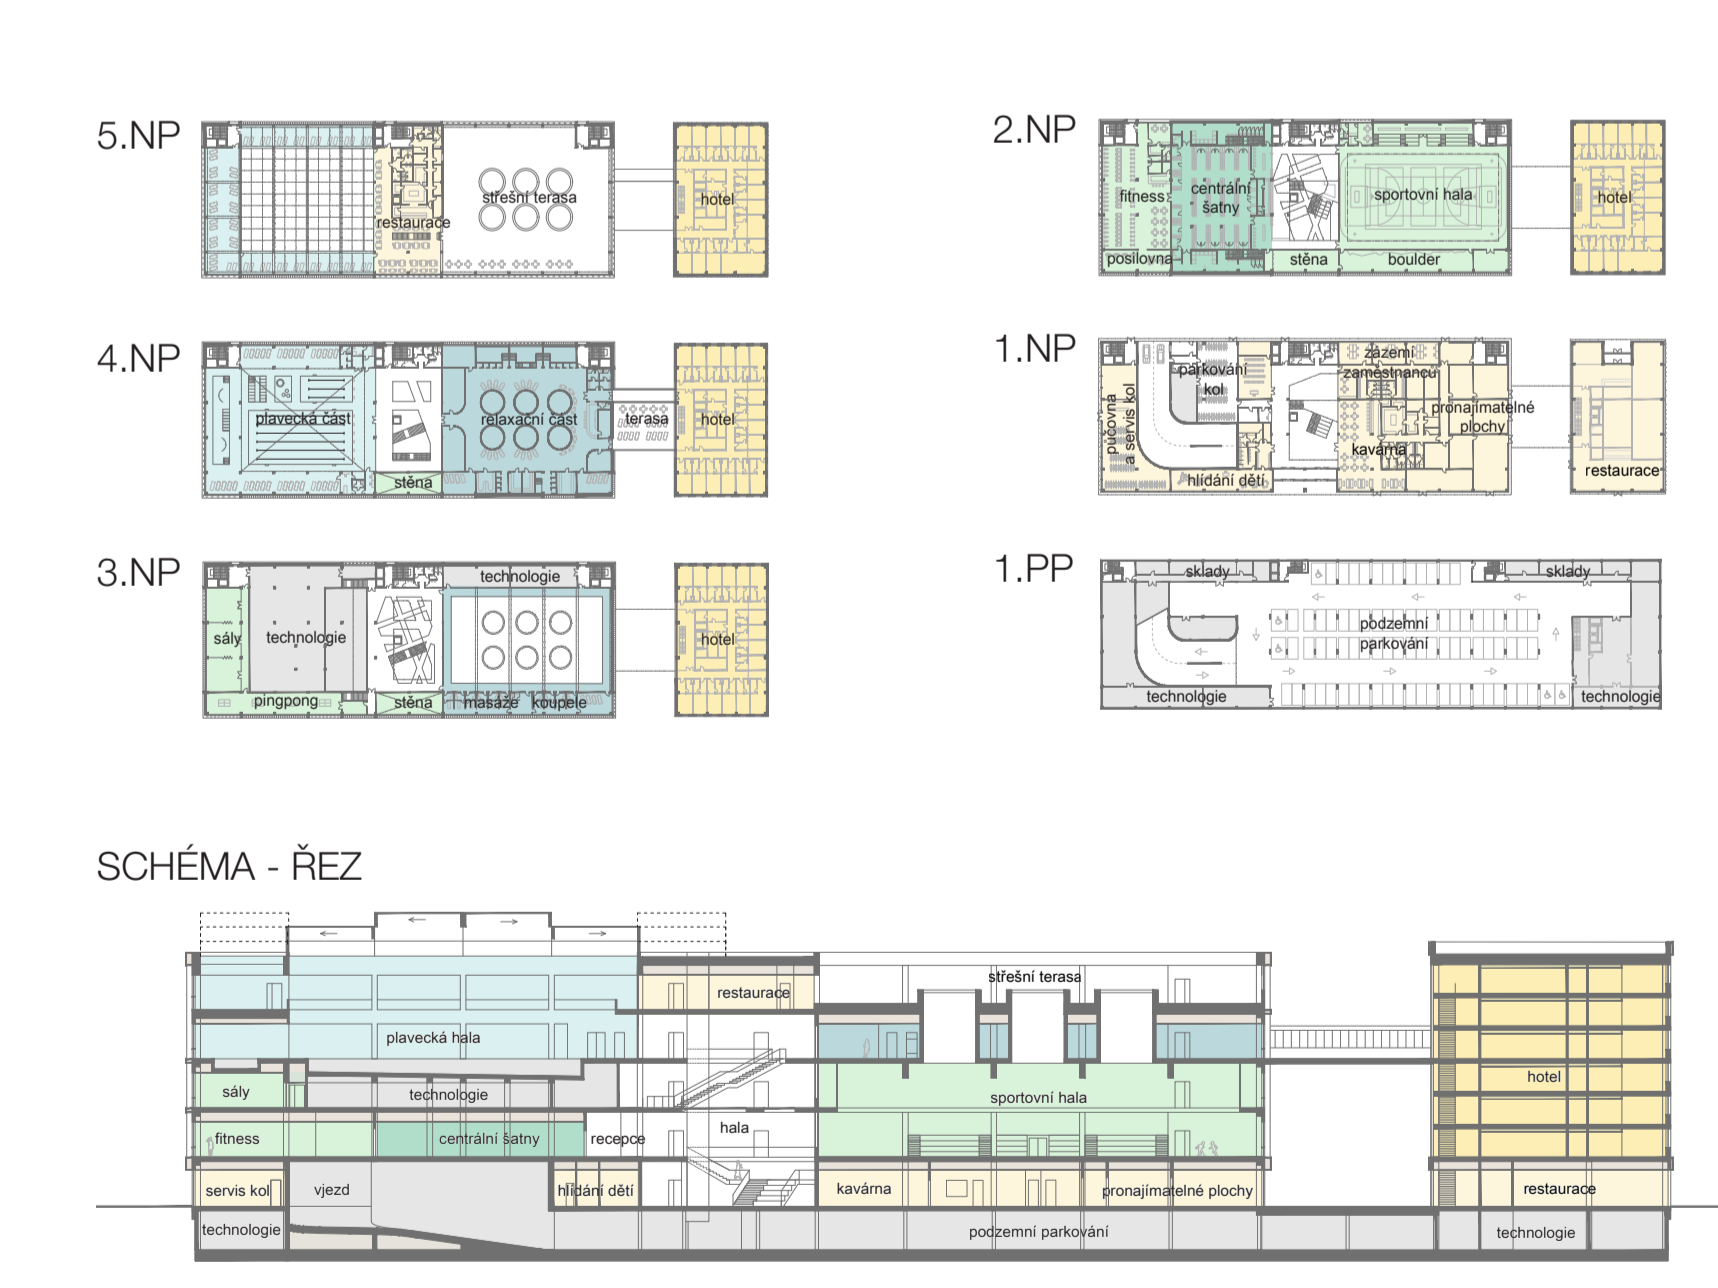 5.NP
střešní terasa
hotel
restaurace
2.NP
fitness
centrální
šatny
sportovní hala
hotel
posilovna
stěna
boulder
4.NP
plavecká část
relaxační část
terasa
hotel
stěna
1.NP
zázemí
zaměstnanců
parkování
kol
půčovna
a servis kol
pronajímatelné
plochy
kavárna
hlídání dětí
restaurace
3.NP
technologie
sály
technologie
hotel
pingpong
stěna
masáže
koupele
1.PP
sklady
sklady
podzemní
parkování
technologie
technologie
SCHÉMA - ŘEZ
střešní terasa
restaurace
plavecká hala
hotel
sály
technologie
sportovní hala
hala
fitness
centrální šatny
recepce
servis kol
vjezd
hlídání dětí
kavárna
pronajímatelné plochy
restaurace
technologie
podzemní parkování
technologie